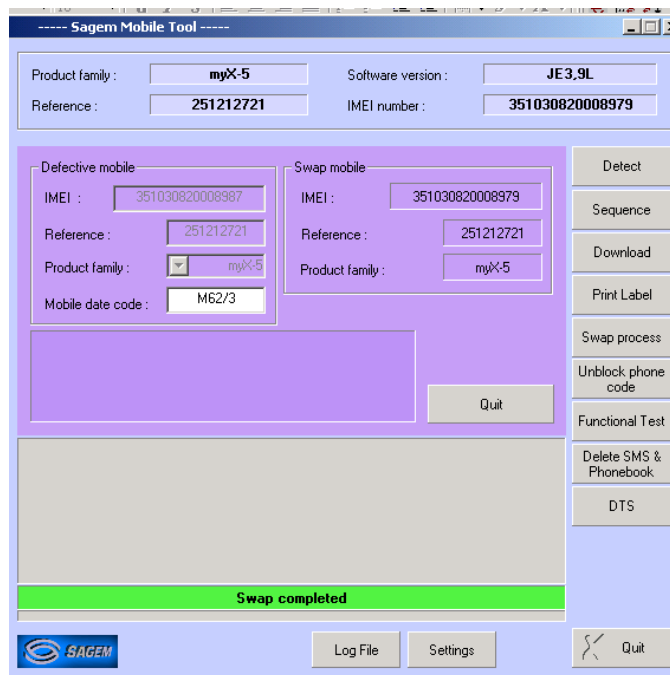 ----- Sagem Mobile Tool -----
Product family : myX-5 Software version : JE3,9L
Reference : 251212721 IMEI number : 351030820008979
Defective mobile
IMEI : 351030820008987
Reference : 251212721
Product family : myX-5
Mobile date code : M62/3
Swap mobile
IMEI : 351030820008979
Reference : 251212721
Product family : myX-5
Quit
Detect
Sequence
Download
Print Label
Swap process
Unblock phone
code
Functional Test
Delete SMS &
Phonebook
DTS
Swap completed
SAGEM
Log File
Settings
Quit